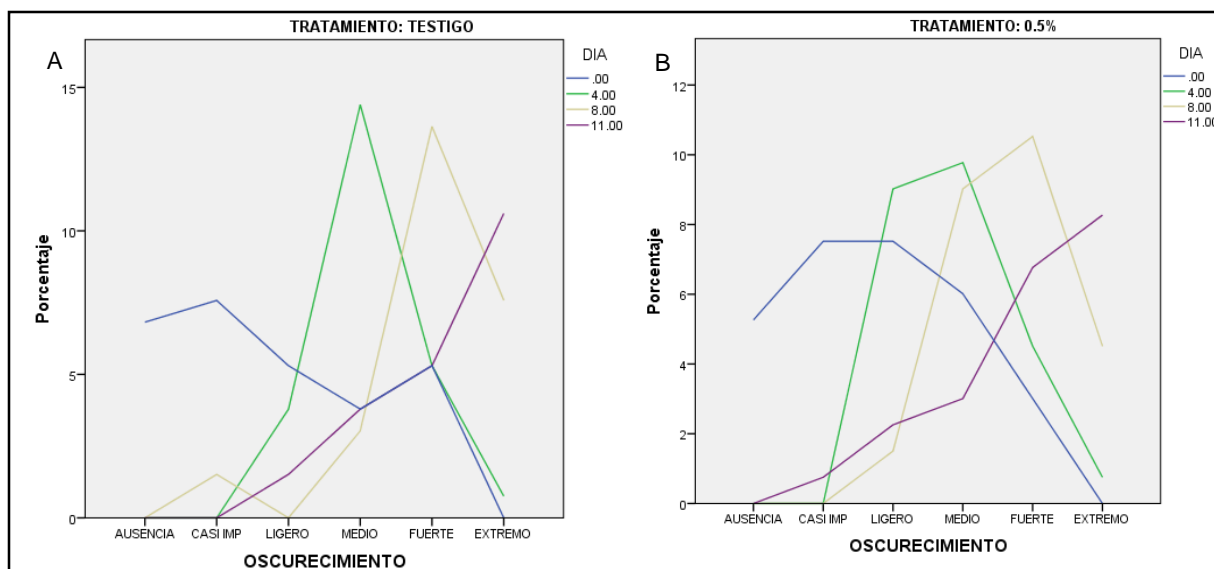 TRATAMIENTO: TESTIGO
A
DIA
.00
4.00
8.00
11.00
15
10
5
0
Porcentaje
AUSENCIA CASI IMP LIGERO MEDIO FUERTE EXTREMO
OSCURECIMIENTO
TRATAMIENTO: 0.5%
B
DIA
.00
4.00
8.00
11.00
12
10
8
6
4
2
0
Porcentaje
AUSENCIA CASI IMP LIGERO MEDIO FUERTE EXTREMO
OSCURECIMIENTO